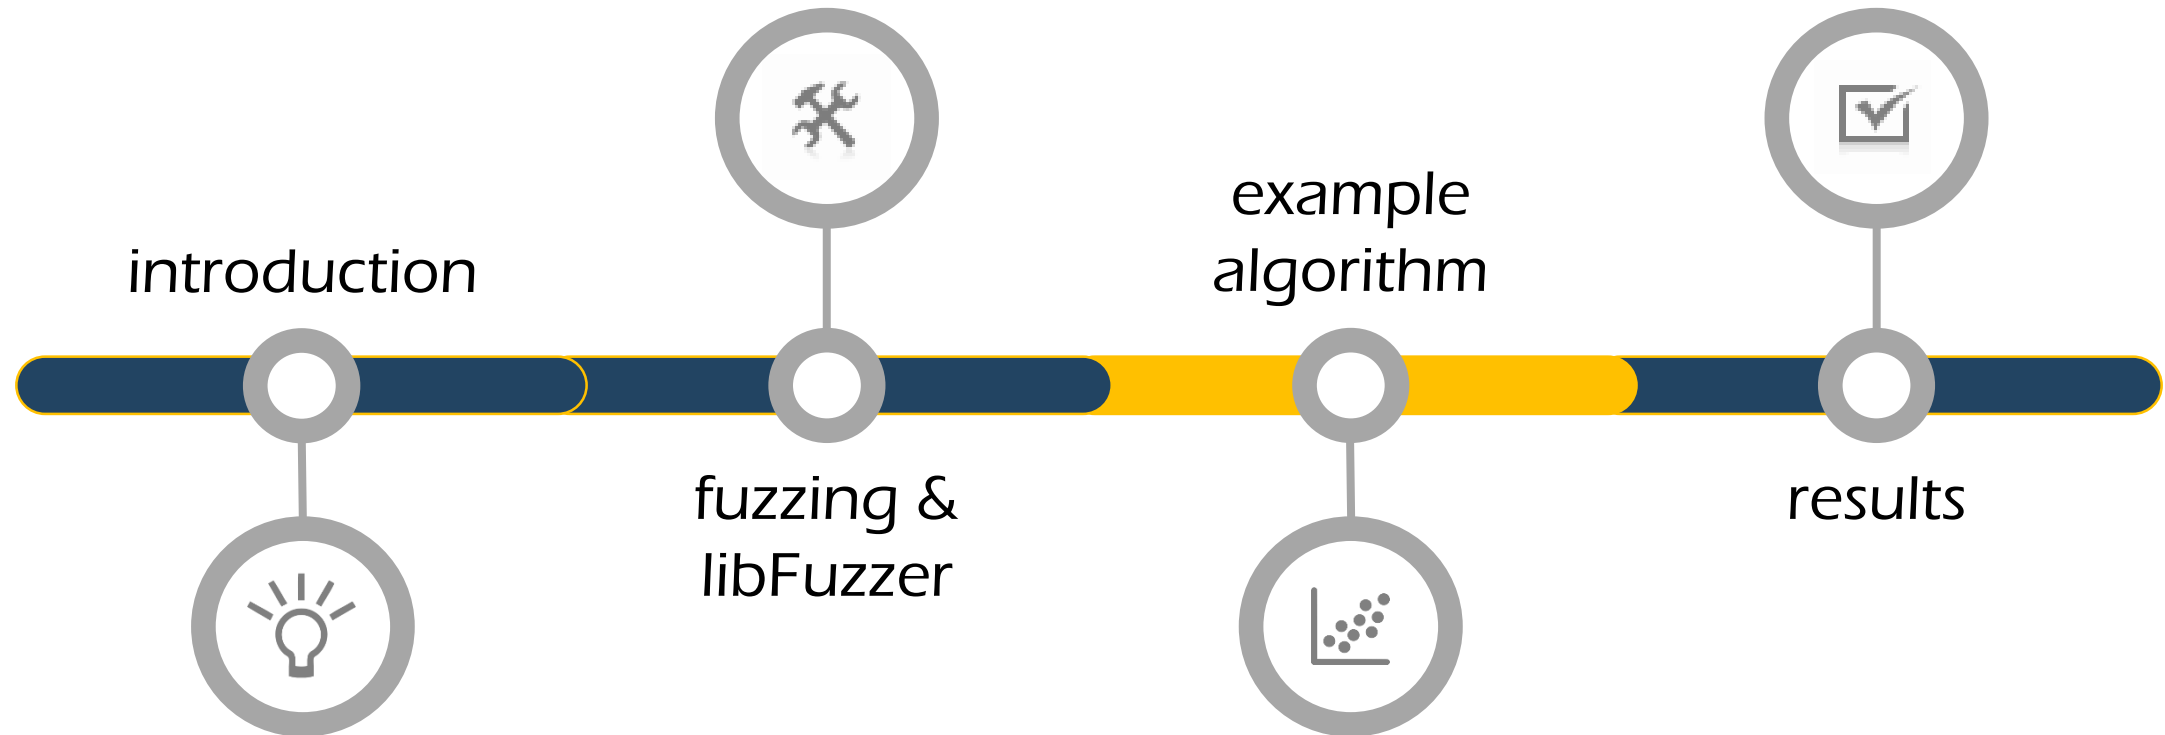 introduction
fuzzing &
libFuzzer
example
algorithm
results